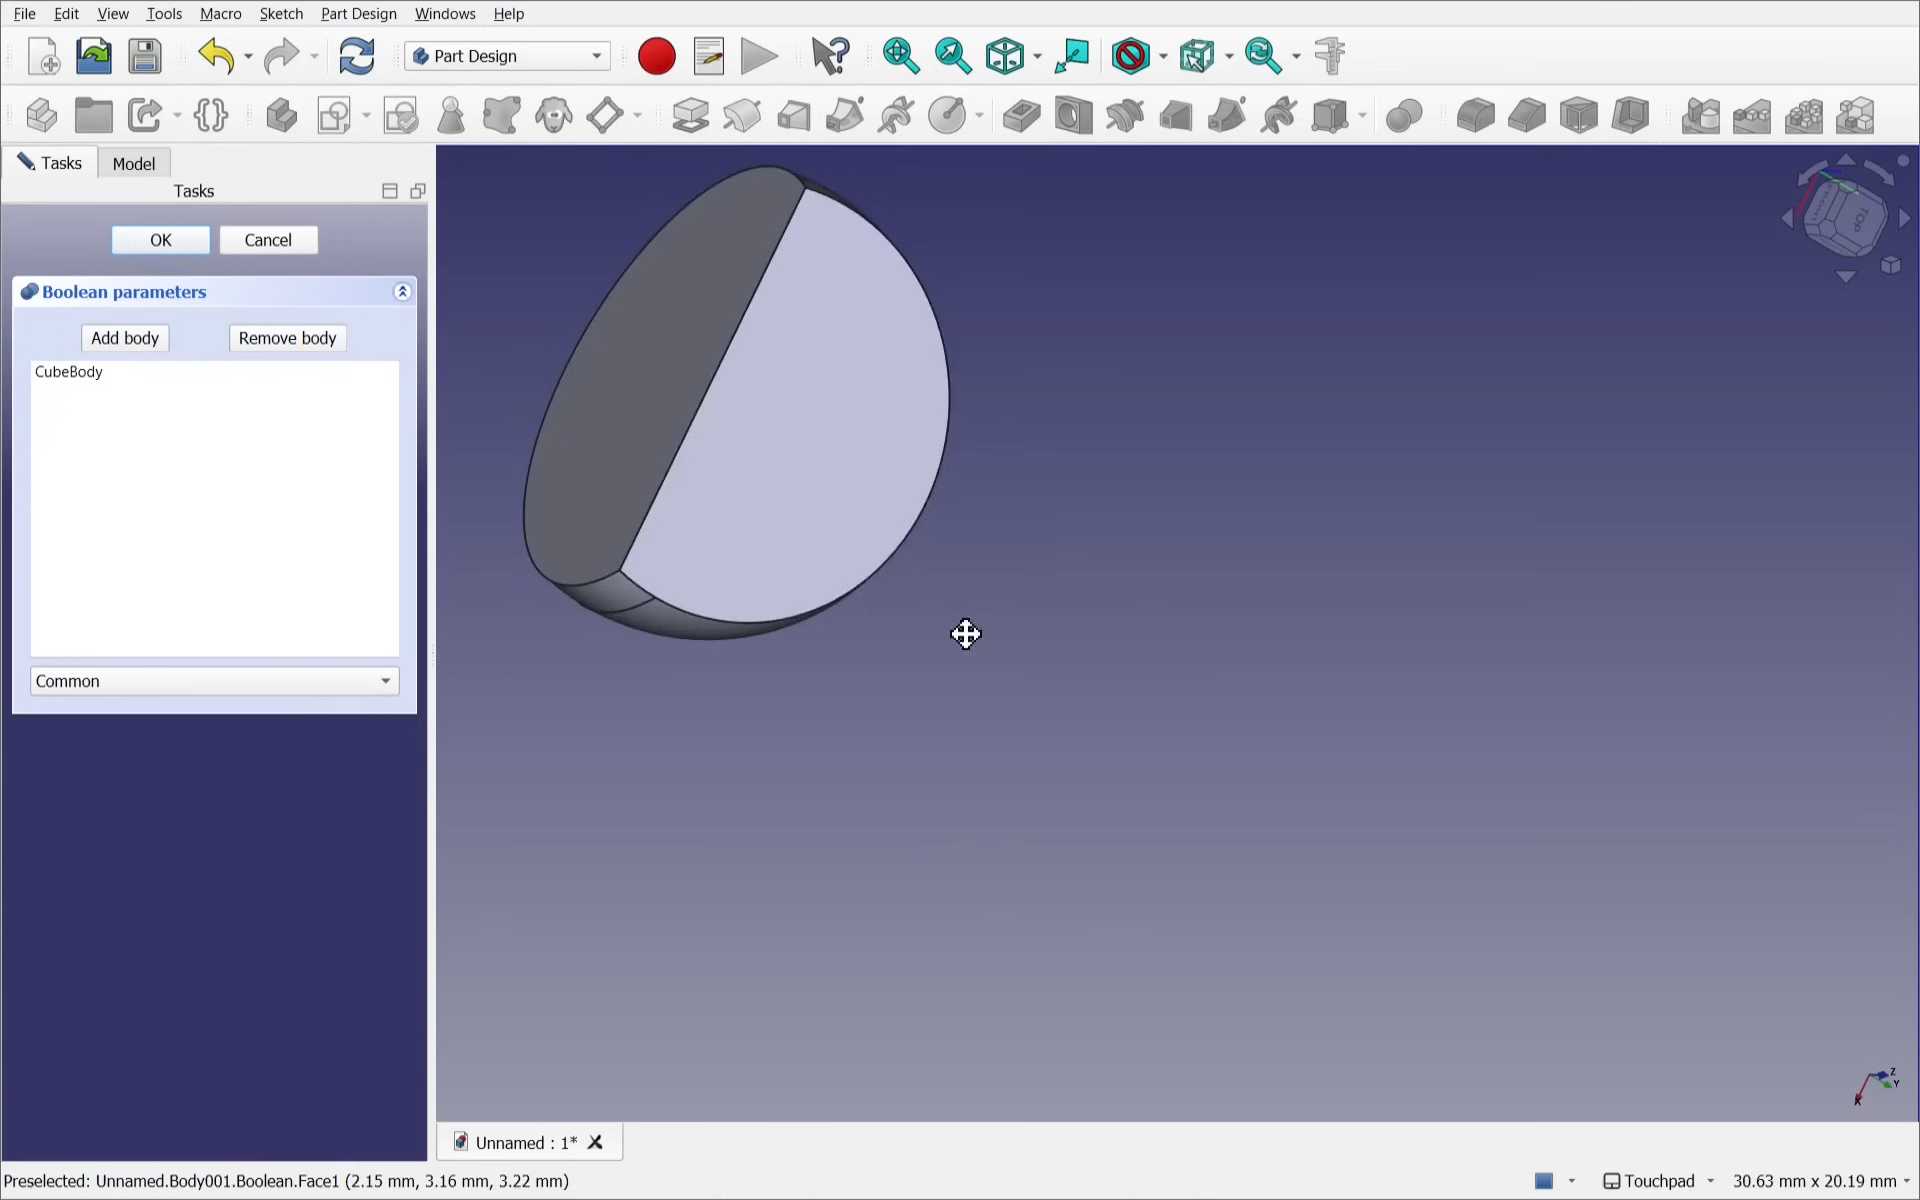 File Edit View Tools Macro Sketch Part Design Windows Help
Part Design
Tasks Model
Tasks
OK Cancel
Boolean parameters
Add body Remove body
CubeBody
Common
TOP
Z
Y
X
Unnamed : 1*
Preselected: Unnamed.Body001.Boolean.Face1 (2.15 mm, 3.16 mm, 3.22 mm) Touchpad 30.63 mm x 20.19 mm